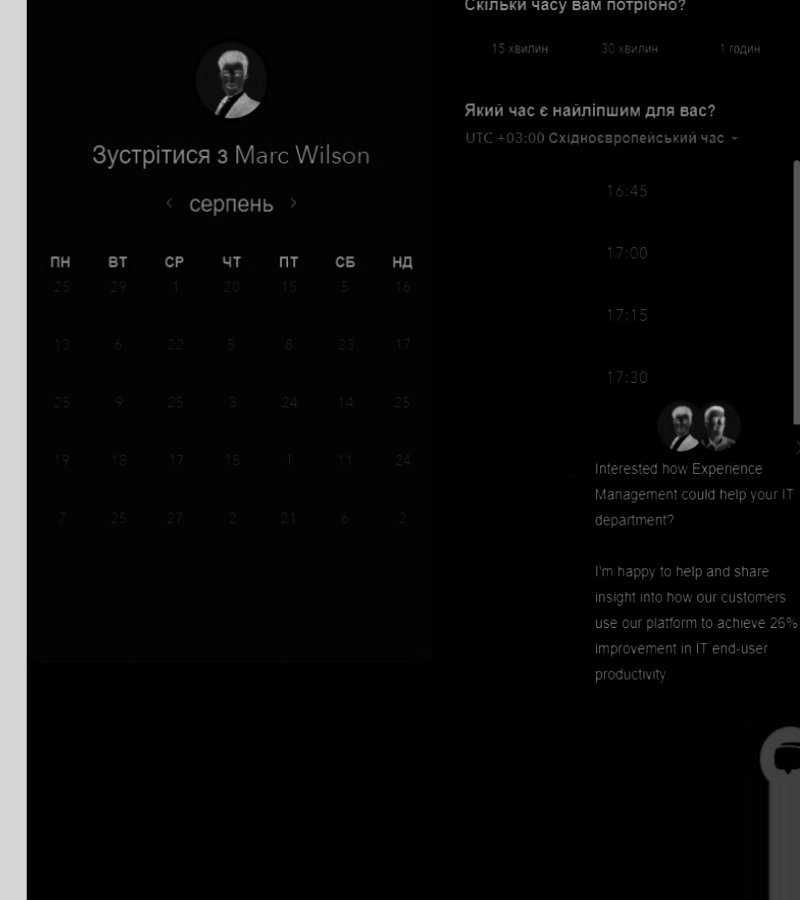 Зустрітися з Marc Wilson
серпень
ПН ВТ СР ЧТ ПТ СБ НД
25 29 1 20 15 5 16
13 6 22 5 8 23 17
25 9 25 3 24 14 25
19 18 17 15 1 11 24
7 25 27 2 21 6 2
Скільки часу вам потрібно?
15 хвилин 30 хвилин 1 годин
Який час є найліпшим для вас?
UTC +03:00 Східноєвропейський час
16:45
17:00
17:15
17:30
Interested how Experience
Management could help your IT
department?
I'm happy to help and share
insight into how our customers
use our platform to achieve 26%
improvement in IT end-user
productivity